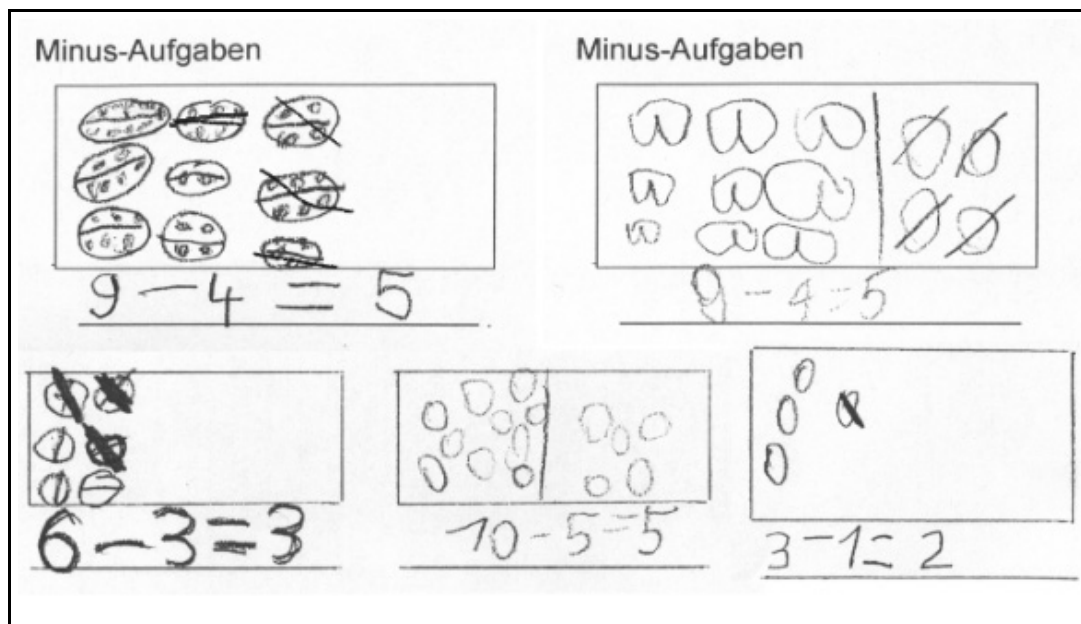 Minus-Aufgaben
9 - 4 = 5
Minus-Aufgaben
9 - 4 = 5
6 - 3 = 3
10 - 5 = 5
3 - 1 = 2